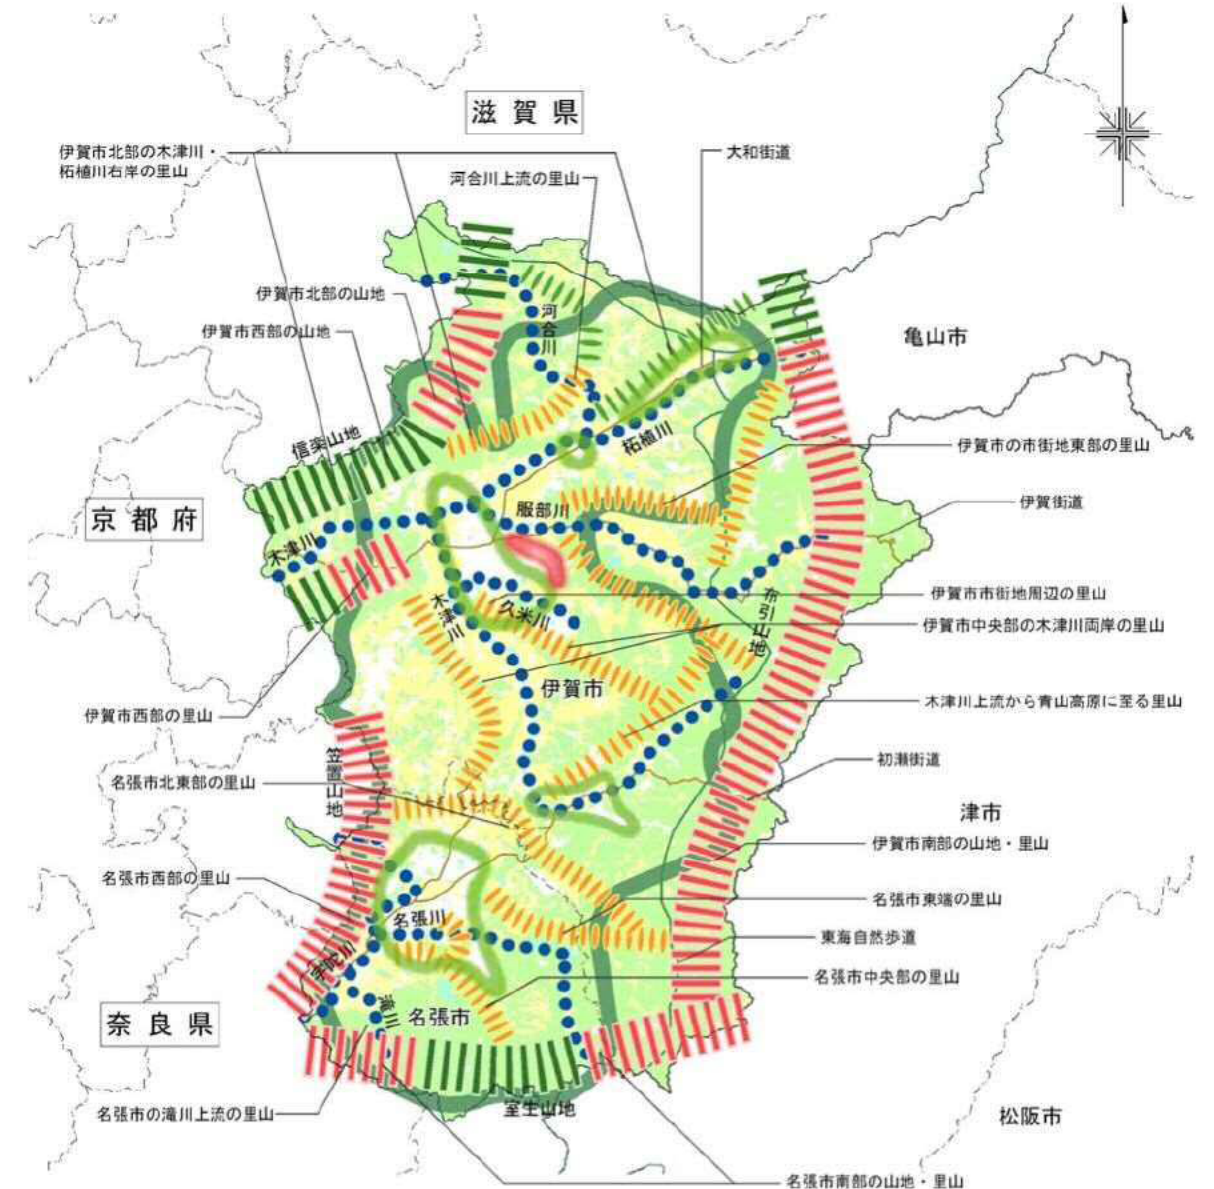 滋賀県
伊賀市北部の木津川・
柘植川右岸の里山
大和街道
河合川上流の里山
伊賀市北部の山地
河合川
伊賀市西部の山地
亀山市
信楽山地
柘植川
伊賀市の市街地東部の里山
京都府
服部川
伊賀街道
木津川
伊賀市市街地周辺の里山
木津川
久米川
布引山地
伊賀市中央部の木津川両岸の里山
伊賀市
木津川上流から青山高原に至る里山
伊賀市西部の里山
笠置山地
初瀬街道
名張市北東部の里山
津市
伊賀市南部の山地・里山
名張市西部の里山
名張市東端の里山
名張川
東海自然歩道
宇陀川
名張市中央部の里山
滝川
名張市
奈良県
室生山地
名張市の滝川上流の里山
松阪市
名張市南部の山地・里山